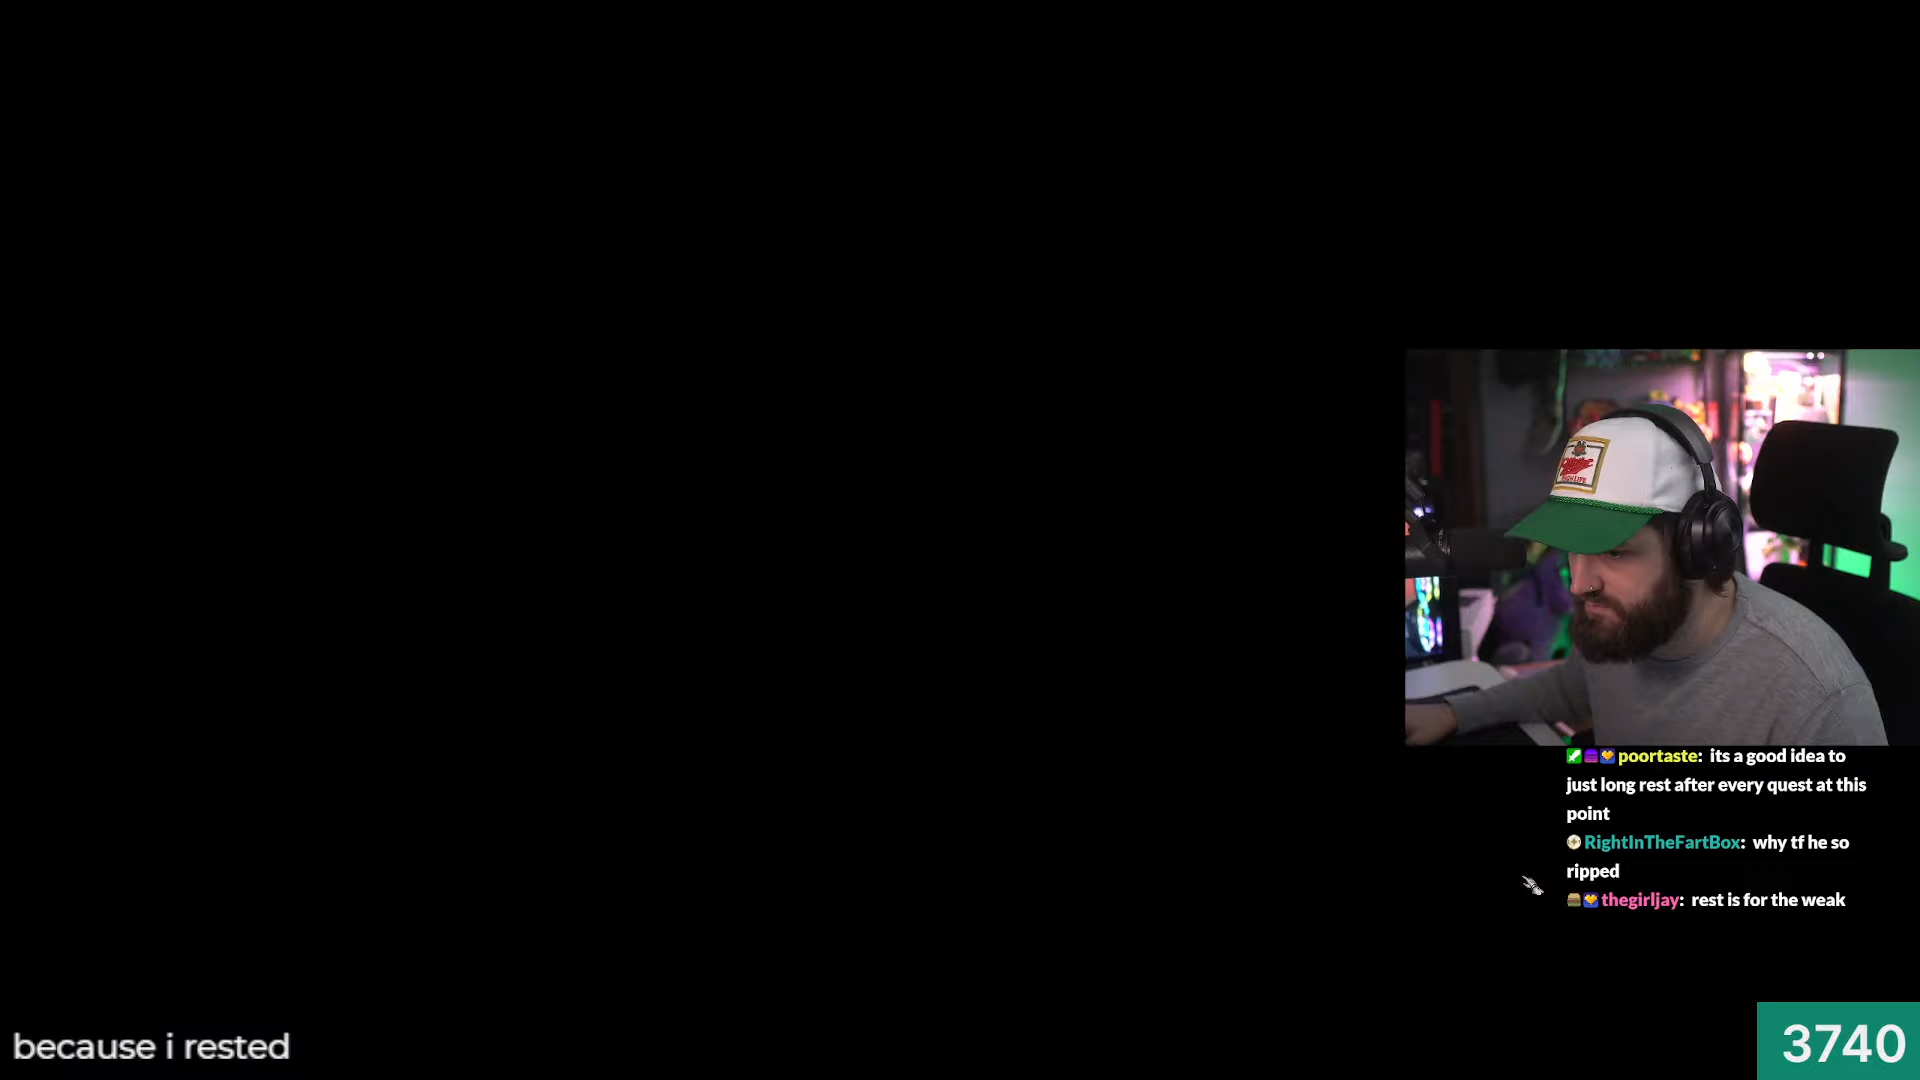 poortaste: its a good idea to
just long rest after every quest at this
point
RightInTheFartBox: why tf he so
ripped
thegirljay: rest is for the weak
because i rested
3740